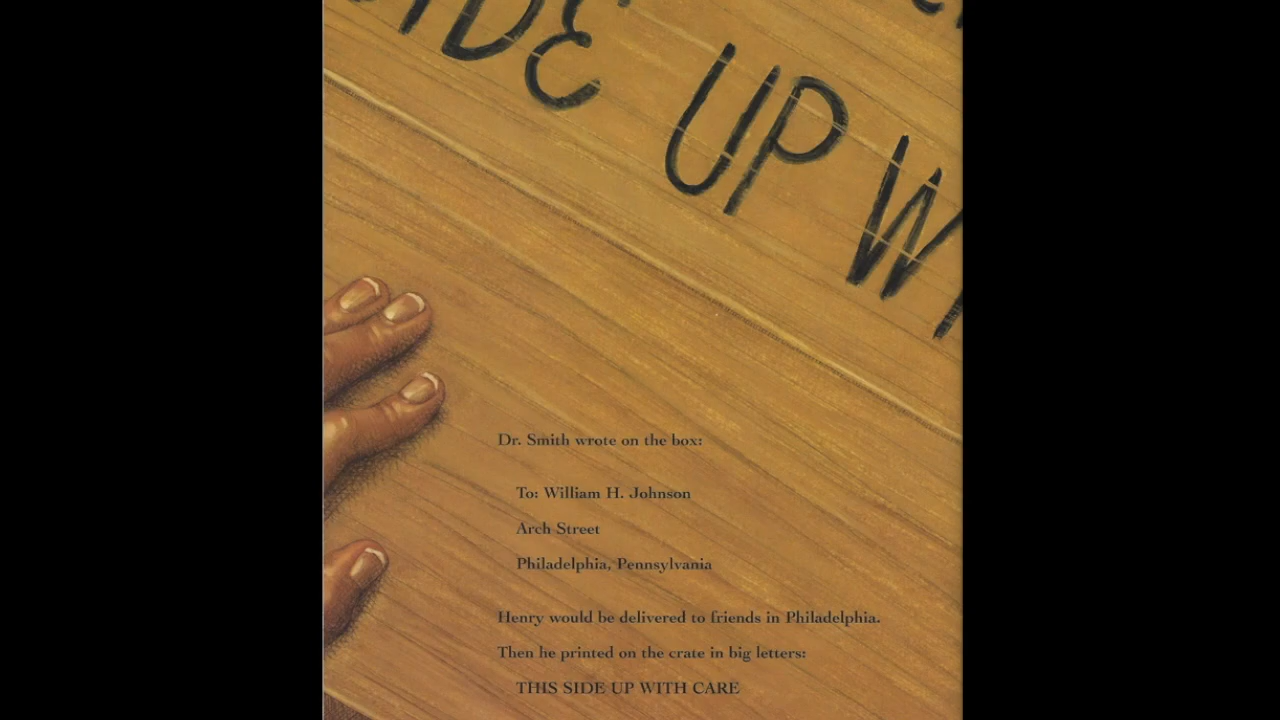 IDE UP W
Dr. Smith wrote on the box:
To: William H. Johnson
Arch Street
Philadelphia, Pennsylvania
Henry would be delivered to friends in Philadelphia.
Then he printed on the crate in big letters:
THIS SIDE UP WITH CARE